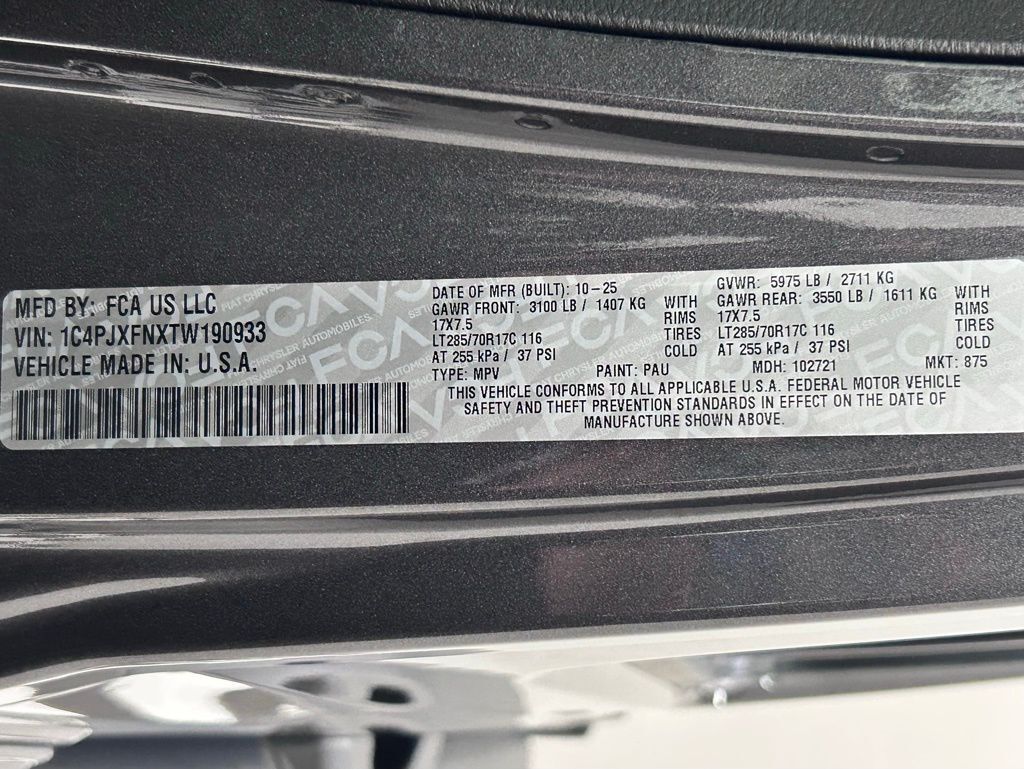 MFD BY: FCA US LLC
VIN: 1C4PJXFNXTW190933
VEHICLE MADE IN: U.S.A.
DATE OF MFR (BUILT): 10-25
GAWR FRONT: 3100 LB / 1407 KG WITH
17X7.5 RIMS
LT285/70R17C 116 TIRES
AT 255 kPa / 37 PSI COLD
GVWR: 5975 LB / 2711 KG
GAWR REAR: 3550 LB / 1611 KG WITH
17X7.5 RIMS
LT285/70R17C 116 TIRES
AT 255 kPa / 37 PSI COLD
TYPE: MPV PAINT: PAU MDH: 102721 MKT: 875
THIS VEHICLE CONFORMS TO ALL APPLICABLE U.S.A. FEDERAL MOTOR VEHICLE
SAFETY AND THEFT PREVENTION STANDARDS IN EFFECT ON THE DATE OF
MANUFACTURE SHOWN ABOVE.